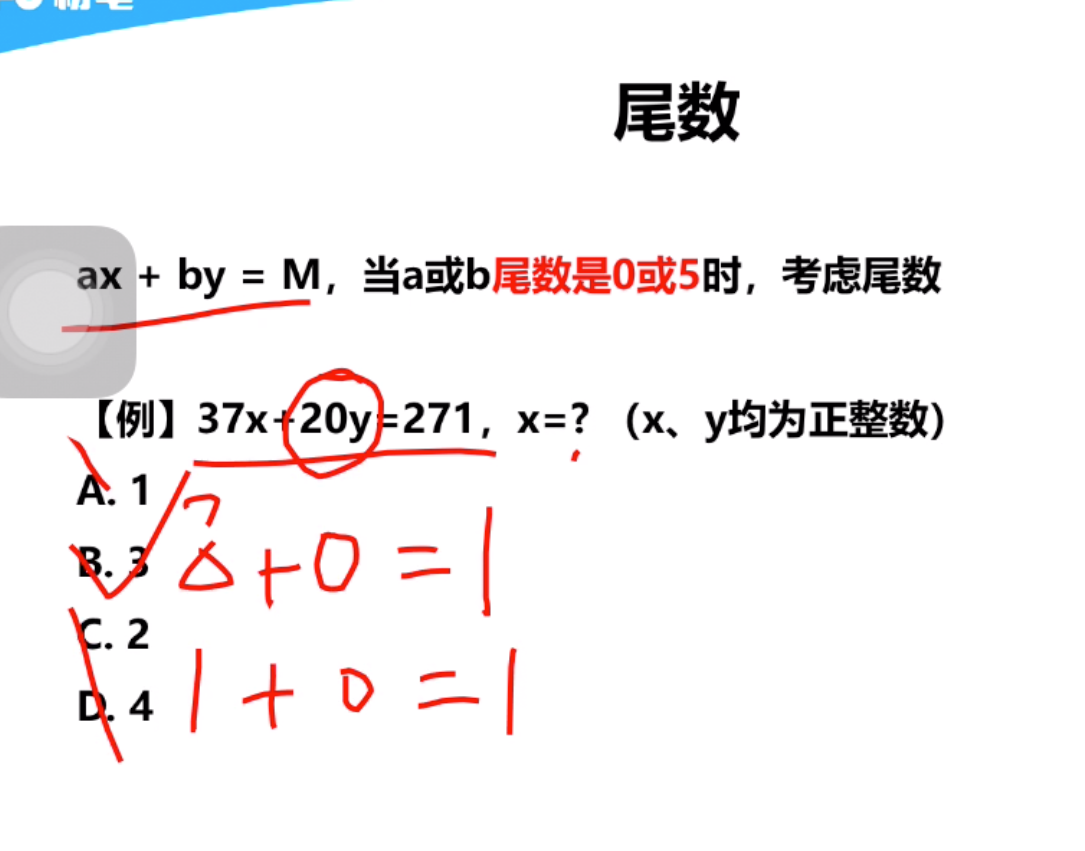 尾数
ax + by = M，当a或b尾数是0或5时，考虑尾数
【例】37x+20y=271，x=?（x、y均为正整数）
A. 1
B. 3
? + 0 = 1
C. 2
D. 4
1 + 0 = 1